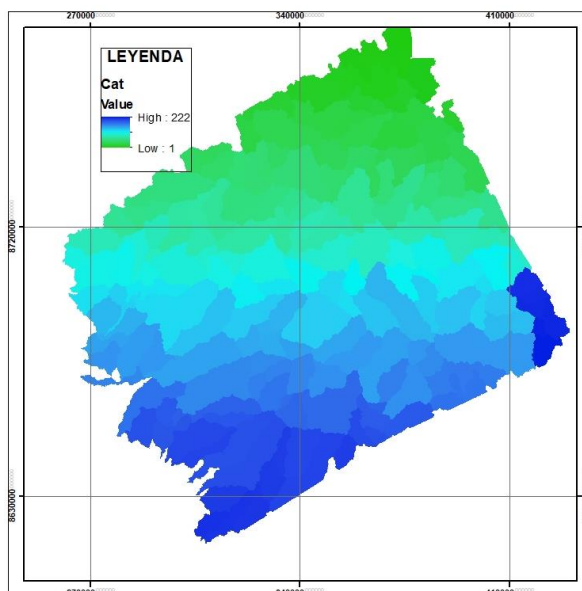 270000 340000 410000
LEYENDA
Cat
Value
High : 222
Low : 1
8720000
8630000